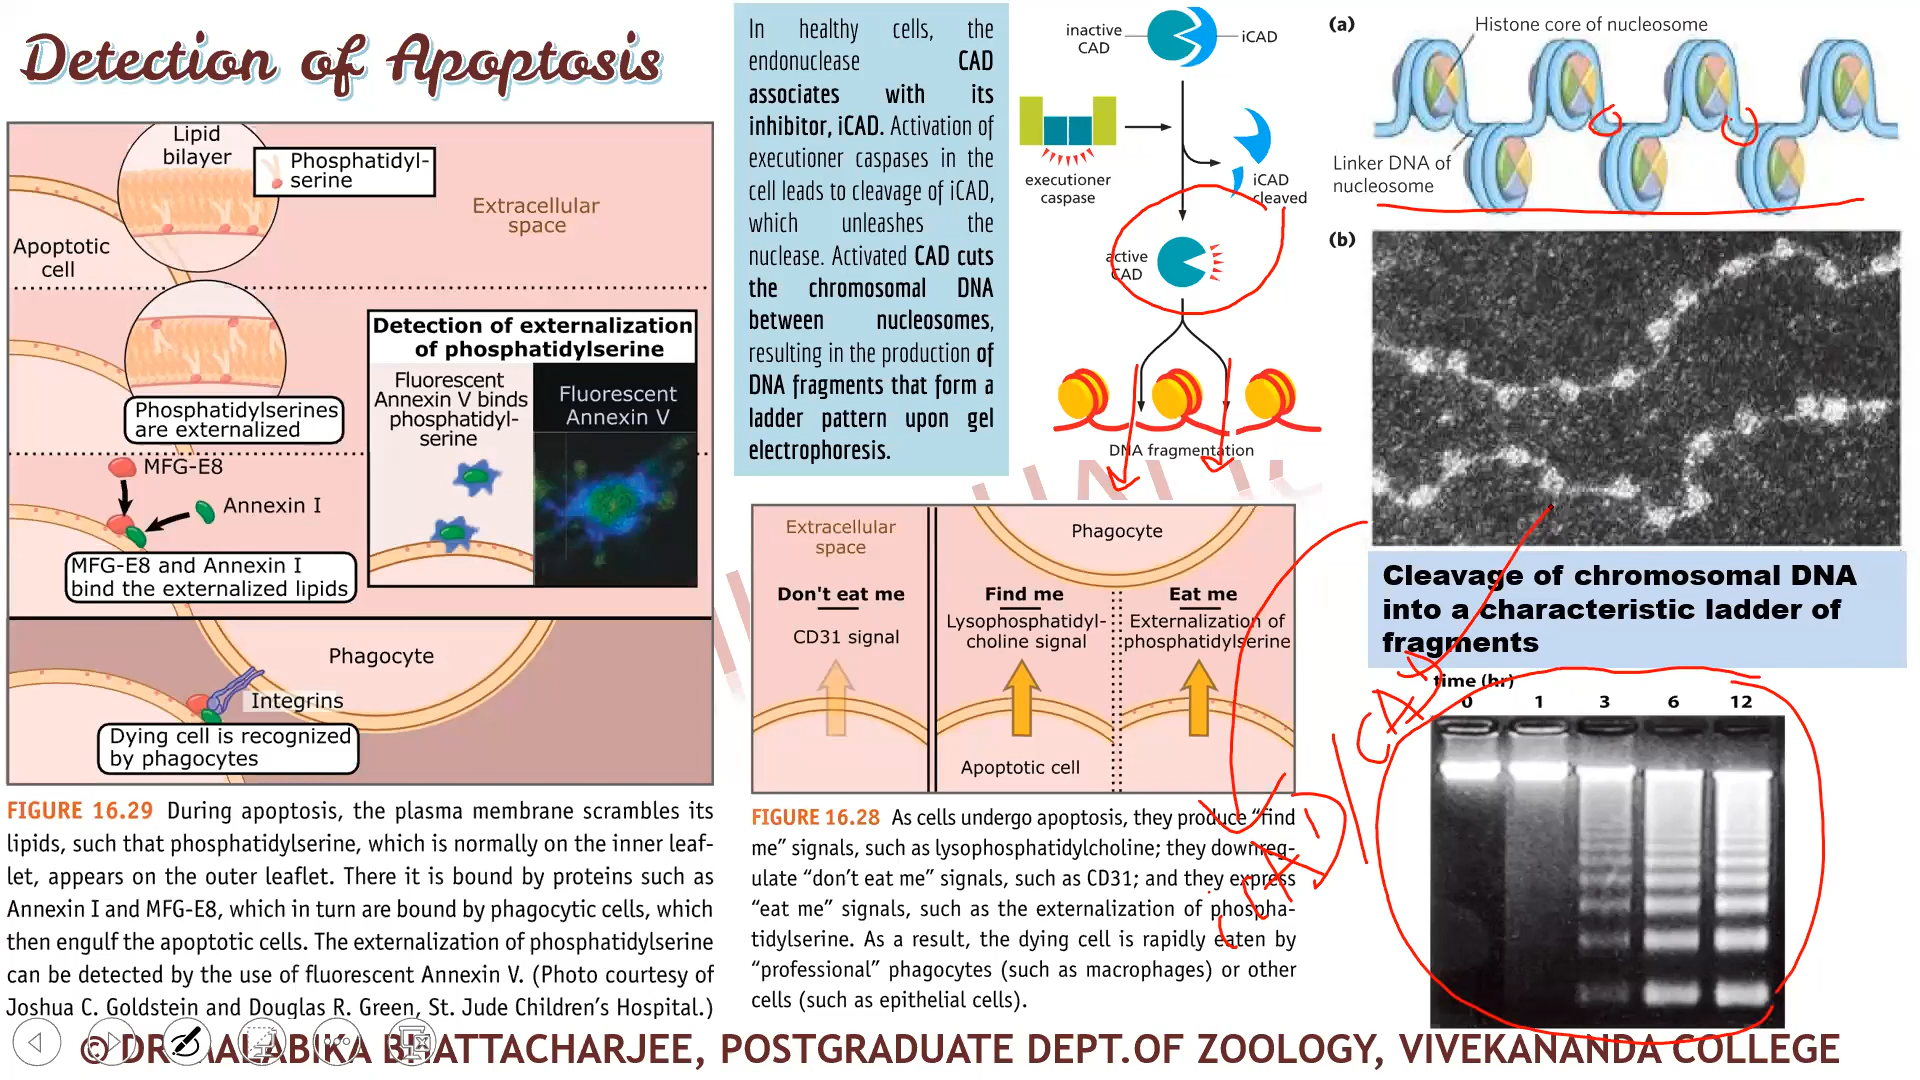 Detection of Apoptosis
Lipid
bilayer
Phosphatidyl-
serine
Extracellular
space
Apoptotic
cell
Phosphatidylserines
are externalized
Detection of externalization
of phosphatidylserine
Fluorescent
Annexin V binds
phosphatidyl-
serine
Fluorescent
Annexin V
MFG-E8
Annexin I
MFG-E8 and Annexin I
bind the externalized lipids
Phagocyte
Integrins
Dying cell is recognized
by phagocytes
FIGURE 16.29 During apoptosis, the plasma membrane scrambles its
lipids, such that phosphatidylserine, which is normally on the inner leaf-
let, appears on the outer leaflet. There it is bound by proteins such as
Annexin I and MFG-E8, which in turn are bound by phagocytic cells, which
then engulf the apoptotic cells. The externalization of phosphatidylserine
can be detected by the use of fluorescent Annexin V. (Photo courtesy of
Joshua C. Goldstein and Douglas R. Green, St. Jude Children's Hospital.)
In healthy cells, the
endonuclease CAD
associates with its
inhibitor, iCAD. Activation of
executioner caspases in the
cell leads to cleavage of iCAD,
which unleashes the
nuclease. Activated CAD cuts
the chromosomal DNA
between nucleosomes,
resulting in the production of
DNA fragments that form a
ladder pattern upon gel
electrophoresis.
inactive
CAD
iCAD
executioner
caspase
iCAD
cleaved
active
CAD
DNA fragmentation
Extracellular
space
Phagocyte
Don't eat me
CD31 signal
Find me
Lysophosphatidyl-
choline signal
Eat me
Externalization of
phosphatidylserine
Apoptotic cell
FIGURE 16.28 As cells undergo apoptosis, they produce "find
me" signals, such as lysophosphatidylcholine; they downreg-
ulate "don't eat me" signals, such as CD31; and they express
"eat me" signals, such as the externalization of phospha-
tidylserine. As a result, the dying cell is rapidly eaten by
"professional" phagocytes (such as macrophages) or other
cells (such as epithelial cells).
(a)
Histone core of nucleosome
Linker DNA of
nucleosome
(b)
Cleavage of chromosomal DNA
into a characteristic ladder of
fragments
time (hr)
0 1 3 6 12
CAD/iCAD
© DR MALABIKA BHATTACHARJEE, POSTGRADUATE DEPT.OF ZOOLOGY, VIVEKANANDA COLLEGE